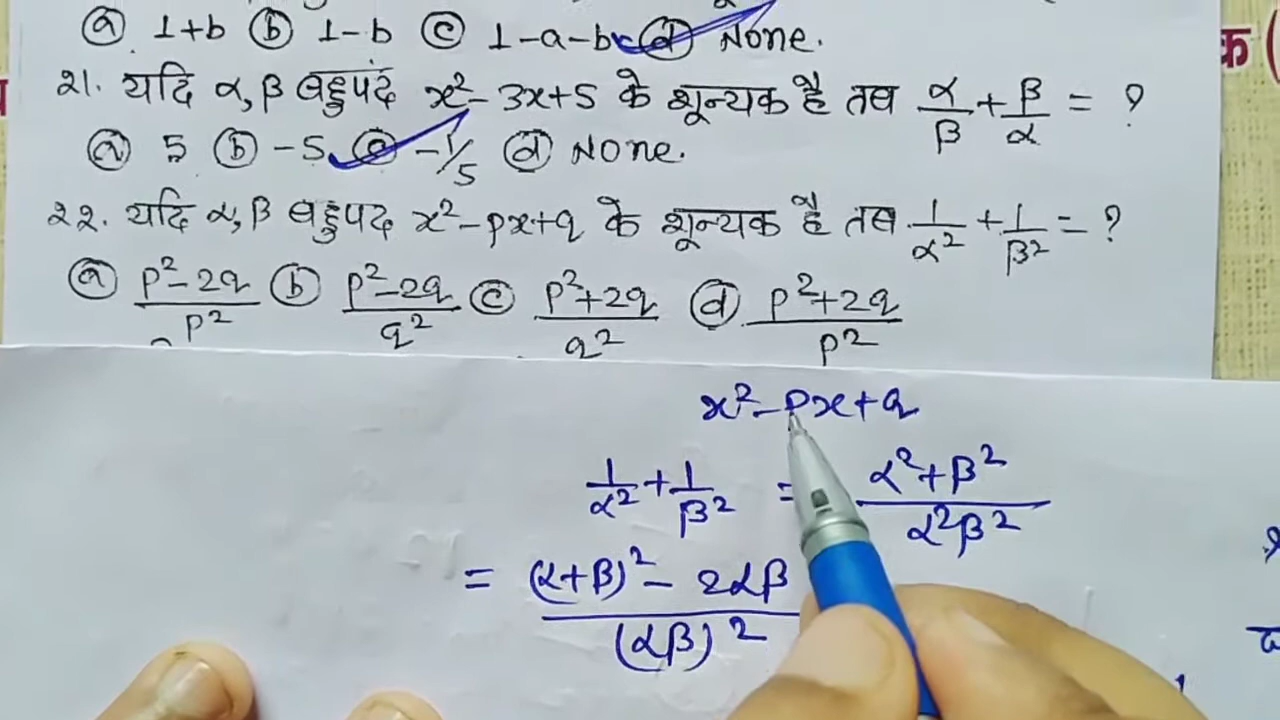 ⓐ 1+b ⓑ 1-b ⓒ 1-a-b ⓓ None.
क (
२१. यदि α, β बहुपद x² - 3x+5 के शून्यक है तब α/β + β/α = ?
ⓐ 5 ⓑ -5 ⓒ -1/5 ⓓ None.
२२. यदि α, β बहुपद x² - px+q के शून्यक है तब 1/α² + 1/β² = ?
ⓐ p²-2q/p² ⓑ p²-2q/q² ⓒ p²+2q/q² ⓓ p²+2q/p²
x² - px+q
1/α² + 1/β² = α²+β²/α²β²
= (α+β)² - 2αβ/(αβ)²